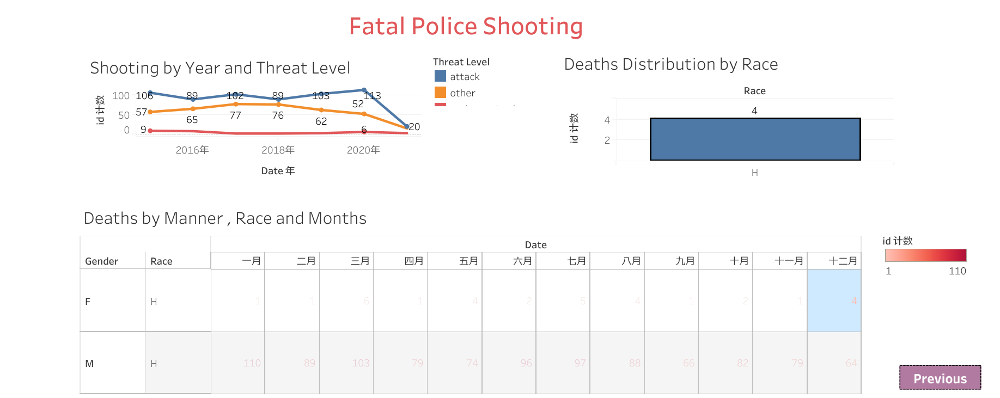 Fatal Police Shooting
Shooting by Year and Threat Level
id 计数
100
50
0
106
89
102
89
103
113
57
65
77
76
62
52
9
6
20
2016年
2018年
2020年
Date 年
Threat Level
attack
other
Deaths Distribution by Race
Race
id 计数
4
4
2
H
Deaths by Manner , Race and Months
Date
Gender Race 一月 二月 三月 四月 五月 六月 七月 八月 九月 十月 十一月 十二月
F H 1 1 6 1 4 2 5 4 1 2 1 4
M H 110 89 103 79 74 96 97 88 66 82 79 64
id 计数
1 110
Previous